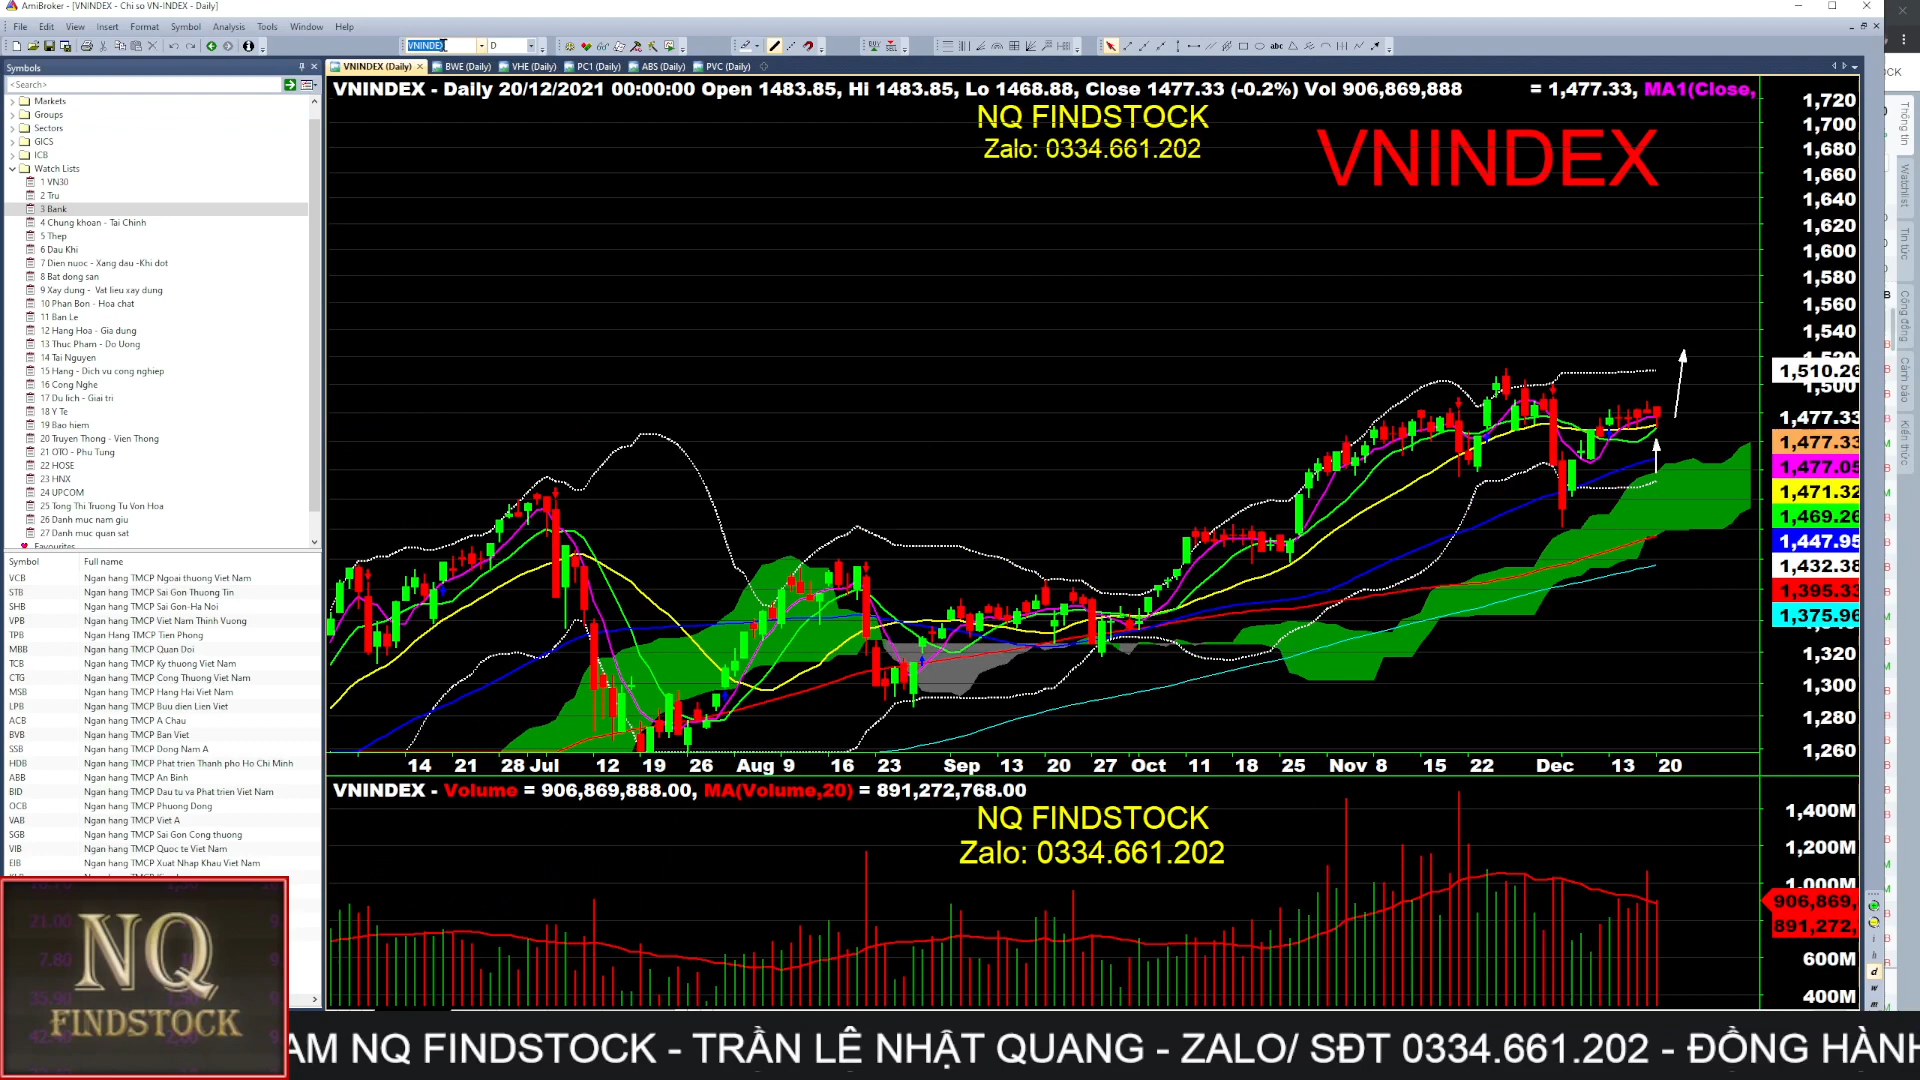 AmiBroker - [VNINDEX - Chi so VN-INDEX - Daily]
File Edit View Insert Format Symbol Analysis Tools Window Help
VNINDEX D
Symbols
VNINDEX (Daily) BWE (Daily) VHE (Daily) PC1 (Daily) ABS (Daily) PVC (Daily)
<Search>
Markets
Groups
Sectors
GICS
ICB
Watch Lists
1 VN30
2 Tru
3 Bank
4 Chung khoan - Tai Chinh
5 Thep
6 Dau Khi
7 Dien nuoc - Xang dau -Khi dot
8 Bat dong san
9 Xay dung - Vat lieu xay dung
10 Phan Bon - Hoa chat
11 Ban Le
12 Hang Hoa - Gia dung
13 Thuc Pham - Do Uong
14 Tai Nguyen
15 Hang - Dich vu cong nghiep
16 Cong Nghe
17 Du lich - Giai tri
18 Y Te
19 Bao hiem
20 Truyen Thong - Vien Thong
21 OTO - Phu Tung
22 HOSE
23 HNX
24 UPCOM
25 Tong Thi Truong Tu Von Hoa
26 Danh muc nam giu
27 Danh muc quan sat
Favourites
Symbol Full name
VCB Ngan hang TMCP Ngoai thuong Viet Nam
STB Ngan hang TMCP Sai Gon Thuong Tin
SHB Ngan hang TMCP Sai Gon-Ha Noi
VPB Ngan hang TMCP Viet Nam Thinh Vuong
TPB Ngan Hang TMCP Tien Phong
MBB Ngan hang TMCP Quan Doi
TCB Ngan hang TMCP Ky thuong Viet Nam
CTG Ngan hang TMCP Cong Thuong Viet Nam
MSB Ngan hang TMCP Hang Hai Viet Nam
LPB Ngan hang TMCP Buu dien Lien Viet
ACB Ngan hang TMCP A Chau
BVB Ngan hang TMCP Ban Viet
SSB Ngan hang TMCP Dong Nam A
HDB Ngan hang TMCP Phat trien Thanh pho Ho Chi Minh
ABB Ngan hang TMCP An Binh
BID Ngan hang TMCP Dau tu va Phat trien Viet Nam
OCB Ngan hang TMCP Phuong Dong
VAB Ngan hang TMCP Viet A
SGB Ngan hang TMCP Sai Gon Cong thuong
VIB Ngan hang TMCP Quoc te Viet Nam
EIB Ngan hang TMCP Xuat Nhap Khau Viet Nam
VNINDEX - Daily 20/12/2021 00:00:00 Open 1483.85, Hi 1483.85, Lo 1468.88, Close 1477.33 (-0.2%) Vol 906,869,888 = 1,477.33, MA1(Close,
NQ FINDSTOCK
Zalo: 0334.661.202
VNINDEX
1,720
1,700
1,680
1,660
1,640
1,620
1,600
1,580
1,560
1,540
1,520
1,510.26
1,500
1,477.33
1,477.33
1,477.05
1,471.32
1,469.26
1,447.95
1,432.38
1,395.33
1,375.96
1,320
1,300
1,280
1,260
14 21 28 Jul 12 19 26 Aug 9 16 23 Sep 13 20 27 Oct 11 18 25 Nov 8 15 22 Dec 13 20
VNINDEX - Volume = 906,869,888.00, MA(Volume,20) = 891,272,768.00
NQ FINDSTOCK
Zalo: 0334.661.202
1,400M
1,200M
1,000M
906,869,
891,272,
600M
400M
Thông tin
Watchlist
Tin tức
Cộng đồng
Cảnh báo
Kiến thức
NQ
FINDSTOCK
AM NQ FINDSTOCK - TRẦN LÊ NHẬT QUANG - ZALO/ SĐT 0334.661.202 - ĐỒNG HÀNH